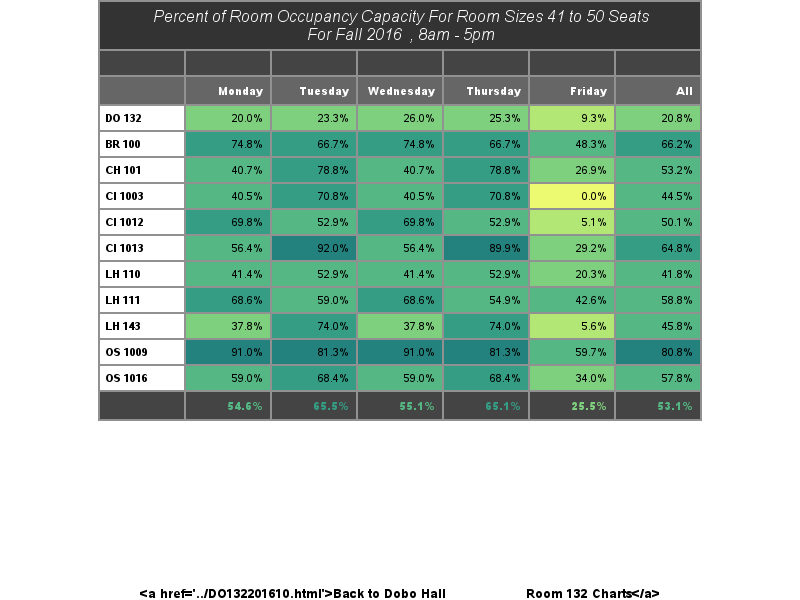 Percent of Room Occupancy Capacity For Room Sizes 41 to 50 Seats
For Fall 2016 , 8am - 5pm
Monday Tuesday Wednesday Thursday Friday All
DO 132 20.0% 23.3% 26.0% 25.3% 9.3% 20.8%
BR 100 74.8% 66.7% 74.8% 66.7% 48.3% 66.2%
CH 101 40.7% 78.8% 40.7% 78.8% 26.9% 53.2%
CI 1003 40.5% 70.8% 40.5% 70.8% 0.0% 44.5%
CI 1012 69.8% 52.9% 69.8% 52.9% 5.1% 50.1%
CI 1013 56.4% 92.0% 56.4% 89.9% 29.2% 64.8%
LH 110 41.4% 52.9% 41.4% 52.9% 20.3% 41.8%
LH 111 68.6% 59.0% 68.6% 54.9% 42.6% 58.8%
LH 143 37.8% 74.0% 37.8% 74.0% 5.6% 45.8%
OS 1009 91.0% 81.3% 91.0% 81.3% 59.7% 80.8%
OS 1016 59.0% 68.4% 59.0% 68.4% 34.0% 57.8%
54.6% 65.5% 55.1% 65.1% 25.5% 53.1%
<a href='../DO132201610.html'>Back to Dobo Hall Room 132 Charts</a>